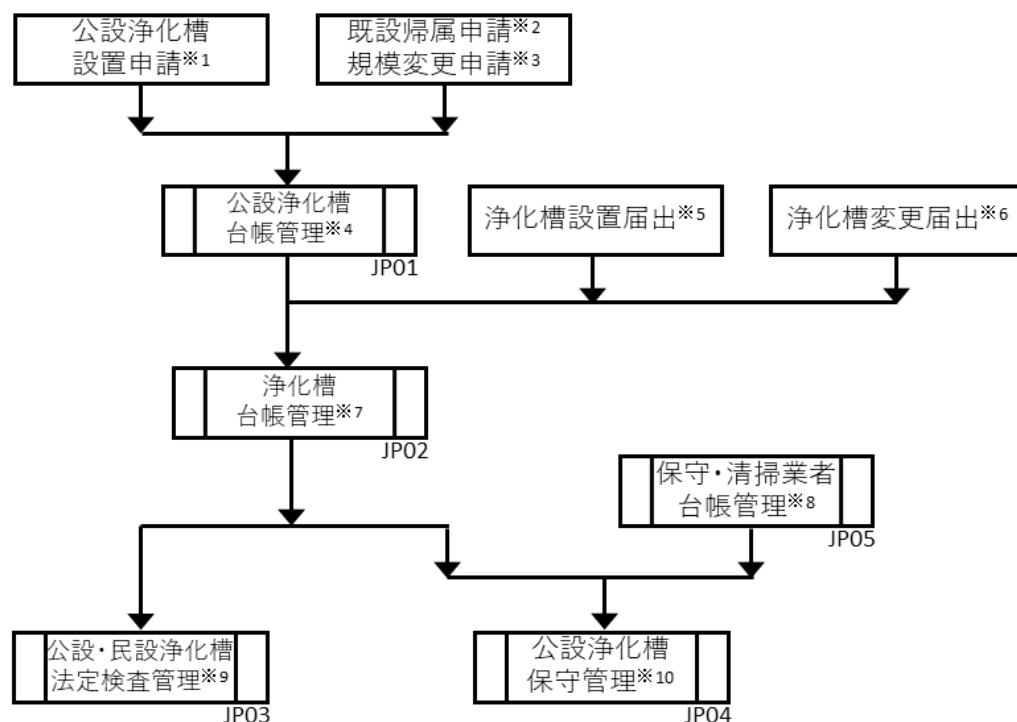 公設浄化槽
設置申請※1
既設帰属申請※2
規模変更申請※3
公設浄化槽
台帳管理※4
JP01
浄化槽設置届出※5
浄化槽変更届出※6
浄化槽
台帳管理※7
JP02
保守・清掃業者
台帳管理※8
JP05
公設・民設浄化槽
法定検査管理※9
JP03
公設浄化槽
保守管理※10
JP04